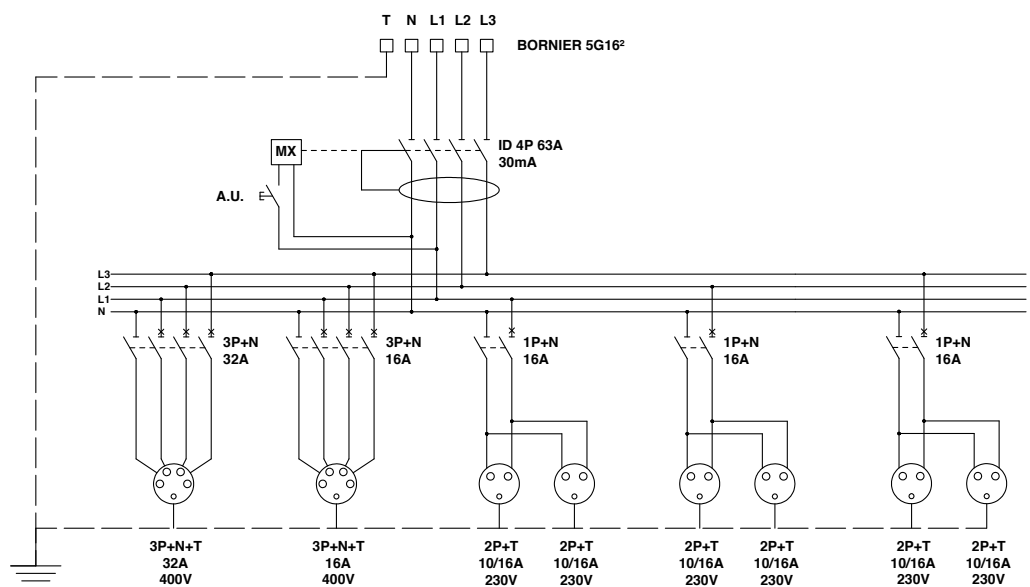 T N L1 L2 L3
BORNIER 5G16²
ID 4P 63A
30mA
MX
A.U.
L3
L2
L1
N
3P+N
32A
3P+N
16A
1P+N
16A
1P+N
16A
1P+N
16A
3P+N+T
32A
400V
3P+N+T
16A
400V
2P+T
10/16A
230V
2P+T
10/16A
230V
2P+T
10/16A
230V
2P+T
10/16A
230V
2P+T
10/16A
230V
2P+T
10/16A
230V